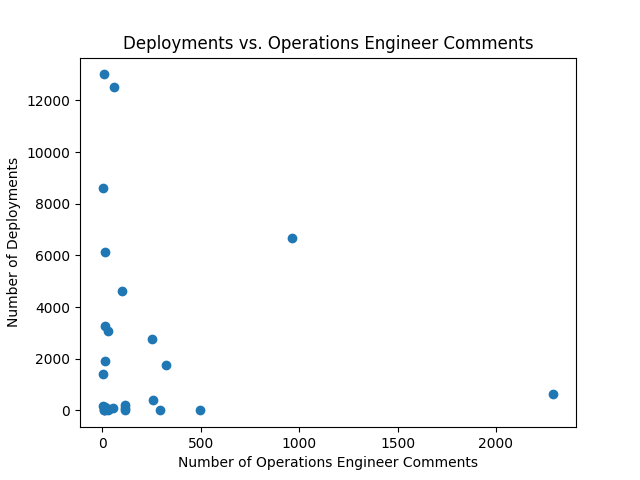 Deployments vs. Operations Engineer Comments
12000
10000
8000
6000
4000
2000
0
Number of Deployments
0 500 1000 1500 2000
Number of Operations Engineer Comments